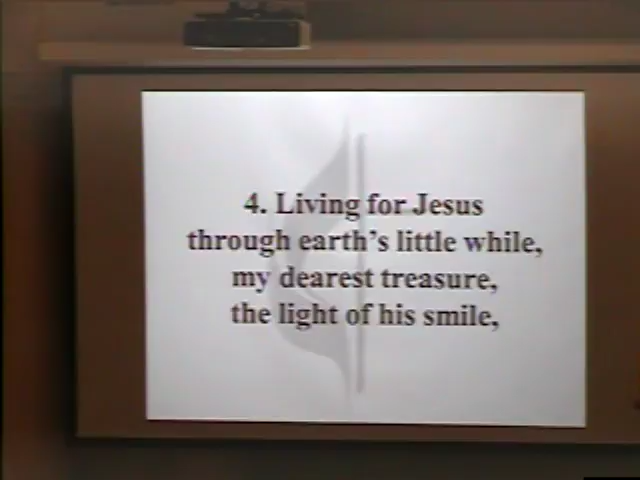 4. Living for Jesus
through earth's little while,
my dearest treasure,
the light of his smile,